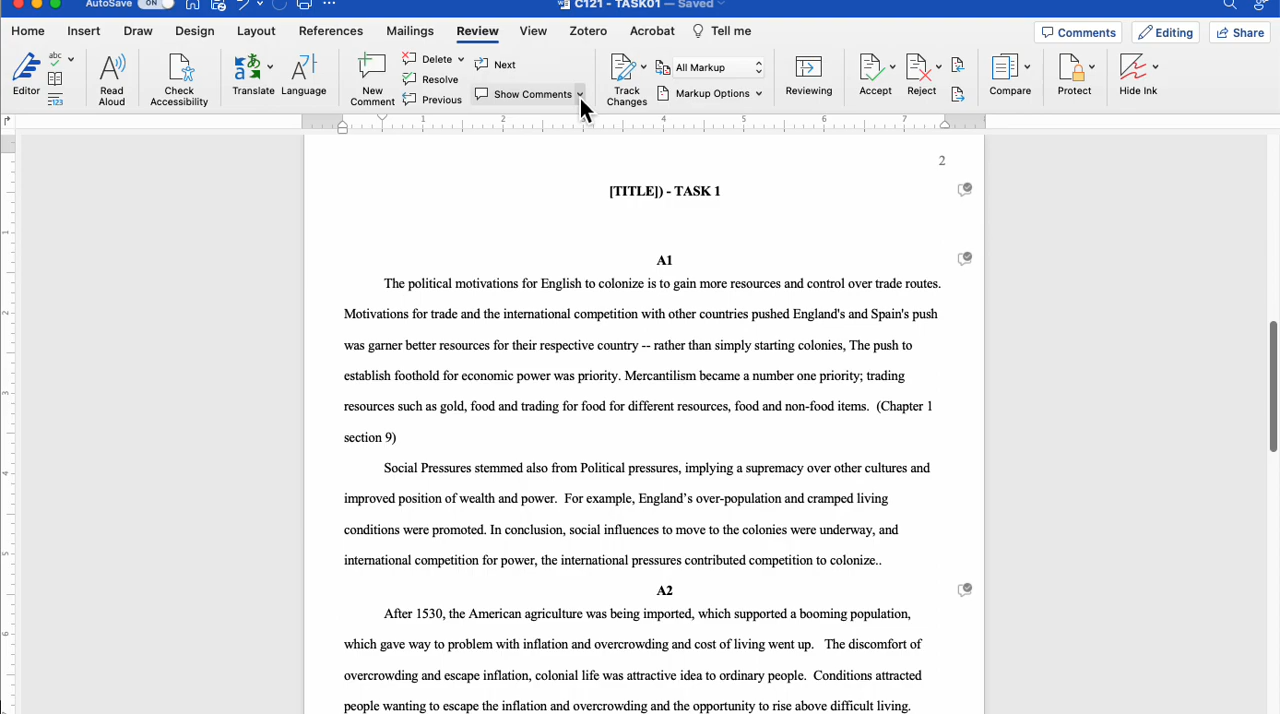 AutoSave ON C121 - TASK01 — Saved
Home Insert Draw Design Layout References Mailings Review View Zotero Acrobat Tell me Comments Editing Share
Editor abc Read Aloud Check Accessibility Translate Language New Comment Delete Resolve Previous Next Show Comments Track Changes All Markup Markup Options Reviewing Accept Reject Compare Protect Hide Ink
1 2 4 5 6 7
2
[TITLE]) - TASK 1
A1
The political motivations for English to colonize is to gain more resources and control over trade routes.
Motivations for trade and the international competition with other countries pushed England's and Spain's push
was garner better resources for their respective country -- rather than simply starting colonies, The push to
establish foothold for economic power was priority. Mercantilism became a number one priority; trading
resources such as gold, food and trading for food for different resources, food and non-food items. (Chapter 1
section 9)
Social Pressures stemmed also from Political pressures, implying a supremacy over other cultures and
improved position of wealth and power. For example, England’s over-population and cramped living
conditions were promoted. In conclusion, social influences to move to the colonies were underway, and
international competition for power, the international pressures contributed competition to colonize..
A2
After 1530, the American agriculture was being imported, which supported a booming population,
which gave way to problem with inflation and overcrowding and cost of living went up. The discomfort of
overcrowding and escape inflation, colonial life was attractive idea to ordinary people. Conditions attracted
people wanting to escape the inflation and overcrowding and the opportunity to rise above difficult living.